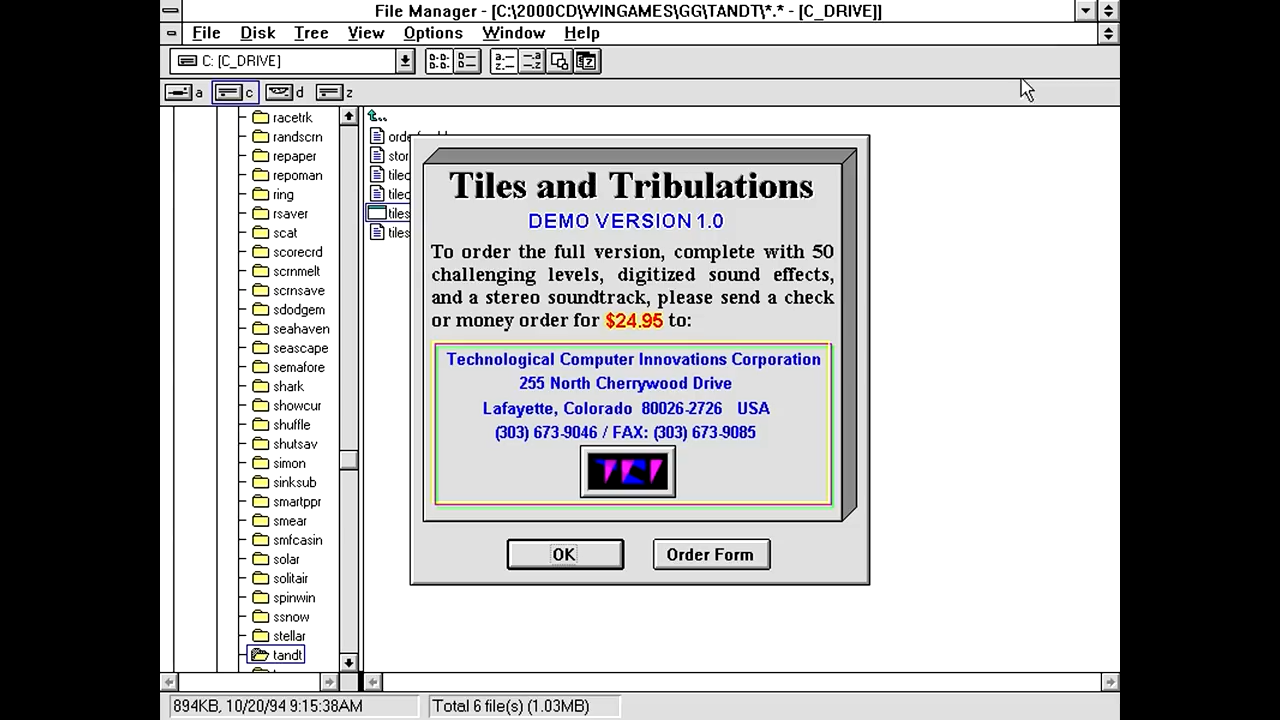 File Manager - [C:\2000CD\WINGAMES\GG\TANDT\*.* - [C_DRIVE]]
File Disk Tree View Options Window Help
C: [C_DRIVE]
a c d z
racetrk
randscrn
repaper
repoman
ring
rsaver
scat
scorecrd
scrnmelt
scrnsave
sdodgem
seahaven
seascape
semafore
shark
showcur
shuffle
shutsav
simon
sinksub
smartppr
smear
smfcasin
solar
solitair
spinwin
ssnow
stellar
tandt
Tiles and Tribulations
DEMO VERSION 1.0
To order the full version, complete with 50
challenging levels, digitized sound effects,
and a stereo soundtrack, please send a check
or money order for $24.95 to:
Technological Computer Innovations Corporation
255 North Cherrywood Drive
Lafayette, Colorado 80026-2726 USA
(303) 673-9046 / FAX: (303) 673-9085
TCI
OK Order Form
894KB, 10/20/94 9:15:38AM Total 6 file(s) (1.03MB)